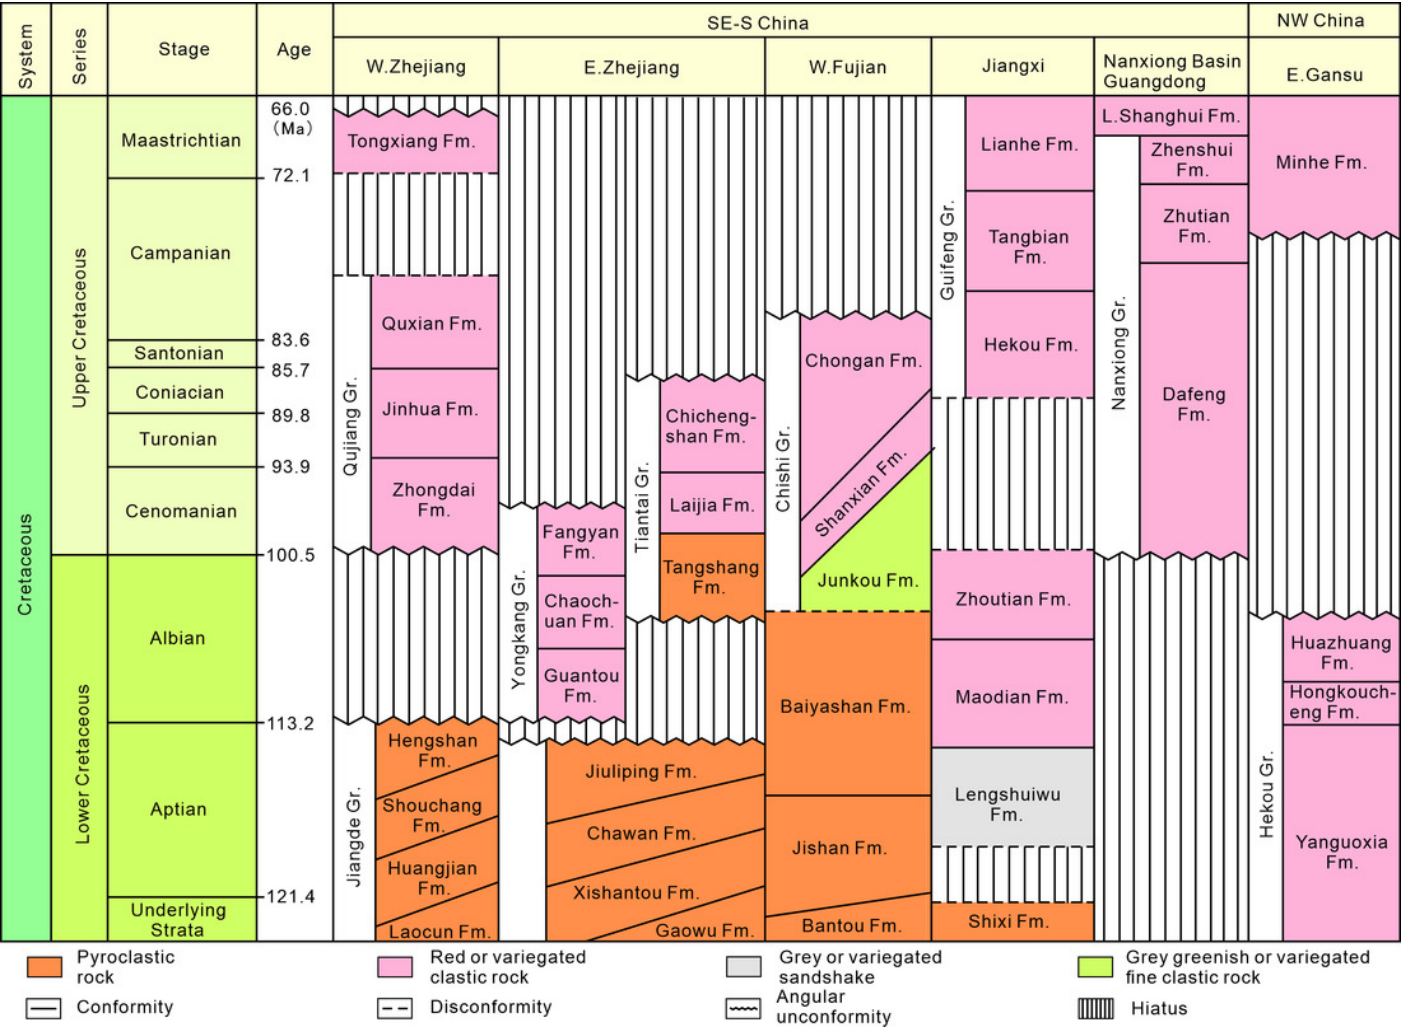 System
Series
Stage
Age
SE-S China
NW China
W.Zhejiang
E.Zhejiang
W.Fujian
Jiangxi
Nanxiong Basin
Guangdong
E.Gansu
Cretaceous
Upper Cretaceous
Lower Cretaceous
Maastrichtian
Campanian
Santonian
Coniacian
Turonian
Cenomanian
Albian
Aptian
Underlying
Strata
66.0
(Ma)
72.1
83.6
85.7
89.8
93.9
100.5
113.2
121.4
Tongxiang Fm.
Qujiang Gr.
Quxian Fm.
Jinhua Fm.
Zhongdai
Fm.
Jiangde Gr.
Hengshan
Fm.
Shouchang
Fm.
Huangjian
Fm.
Laocun Fm.
Yongkang Gr.
Fangyan
Fm.
Chaoch-
uan Fm.
Guantou
Fm.
Tiantai Gr.
Chicheng-
shan Fm.
Laijia Fm.
Tangshang
Fm.
Jiuliping Fm.
Chawan Fm.
Xishantou Fm.
Gaowu Fm.
Chishi Gr.
Chongan Fm.
Shanxian Fm.
Junkou Fm.
Baiyashan Fm.
Jishan Fm.
Bantou Fm.
Guifeng Gr.
Lianhe Fm.
Tangbian
Fm.
Hekou Fm.
Zhoutian Fm.
Maodian Fm.
Lengshuiwu
Fm.
Shixi Fm.
L.Shanghui Fm.
Nanxiong Gr.
Zhenshui
Fm.
Zhutian
Fm.
Dafeng
Fm.
Minhe Fm.
Hekou Gr.
Huazhuang
Fm.
Hongkouch-
eng Fm.
Yanguoxia
Fm.
Pyroclastic
rock
Red or variegated
clastic rock
Grey or variegated
sandshake
Grey greenish or variegated
fine clastic rock
Conformity
Disconformity
Angular
unconformity
Hiatus